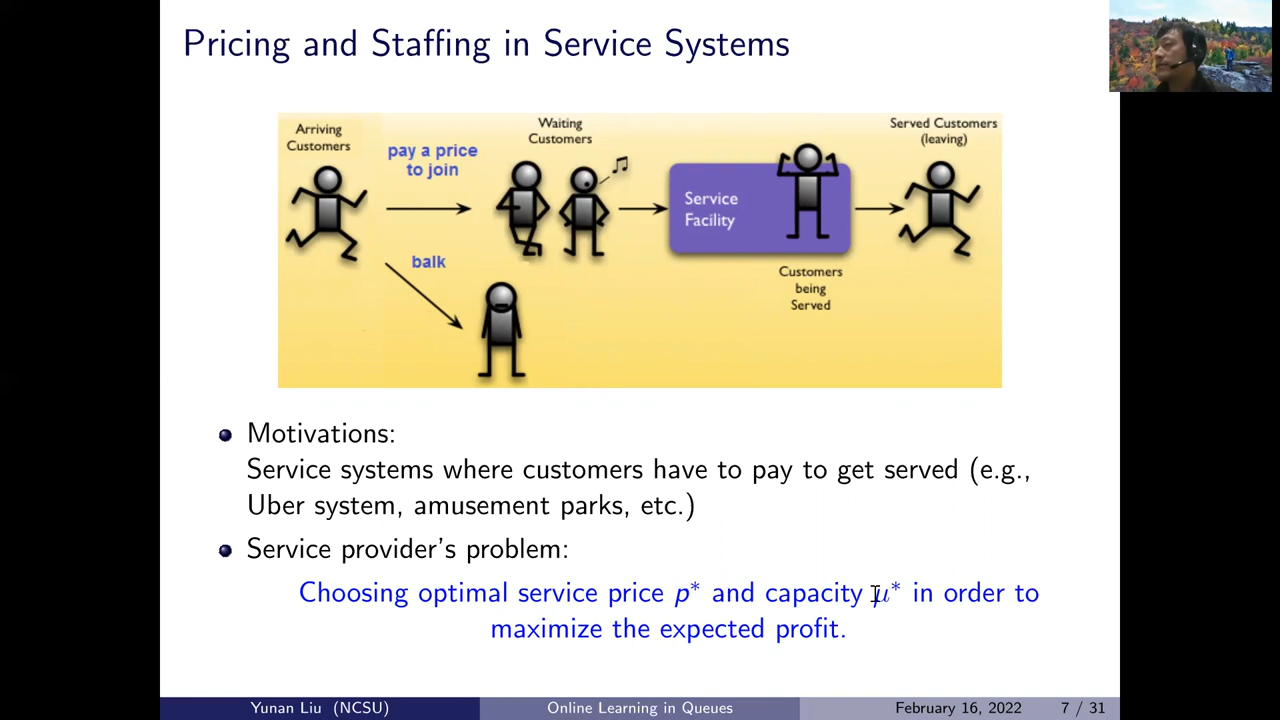 Pricing and Staffing in Service Systems
Arriving
Customers
pay a price
to join
balk
Waiting
Customers
Service
Facility
Customers
being
Served
Served Customers
(leaving)
Motivations:
Service systems where customers have to pay to get served (e.g.,
Uber system, amusement parks, etc.)
Service provider's problem:
Choosing optimal service price p* and capacity μ* in order to
maximize the expected profit.
Yunan Liu (NCSU)
Online Learning in Queues
February 16, 2022
7 / 31